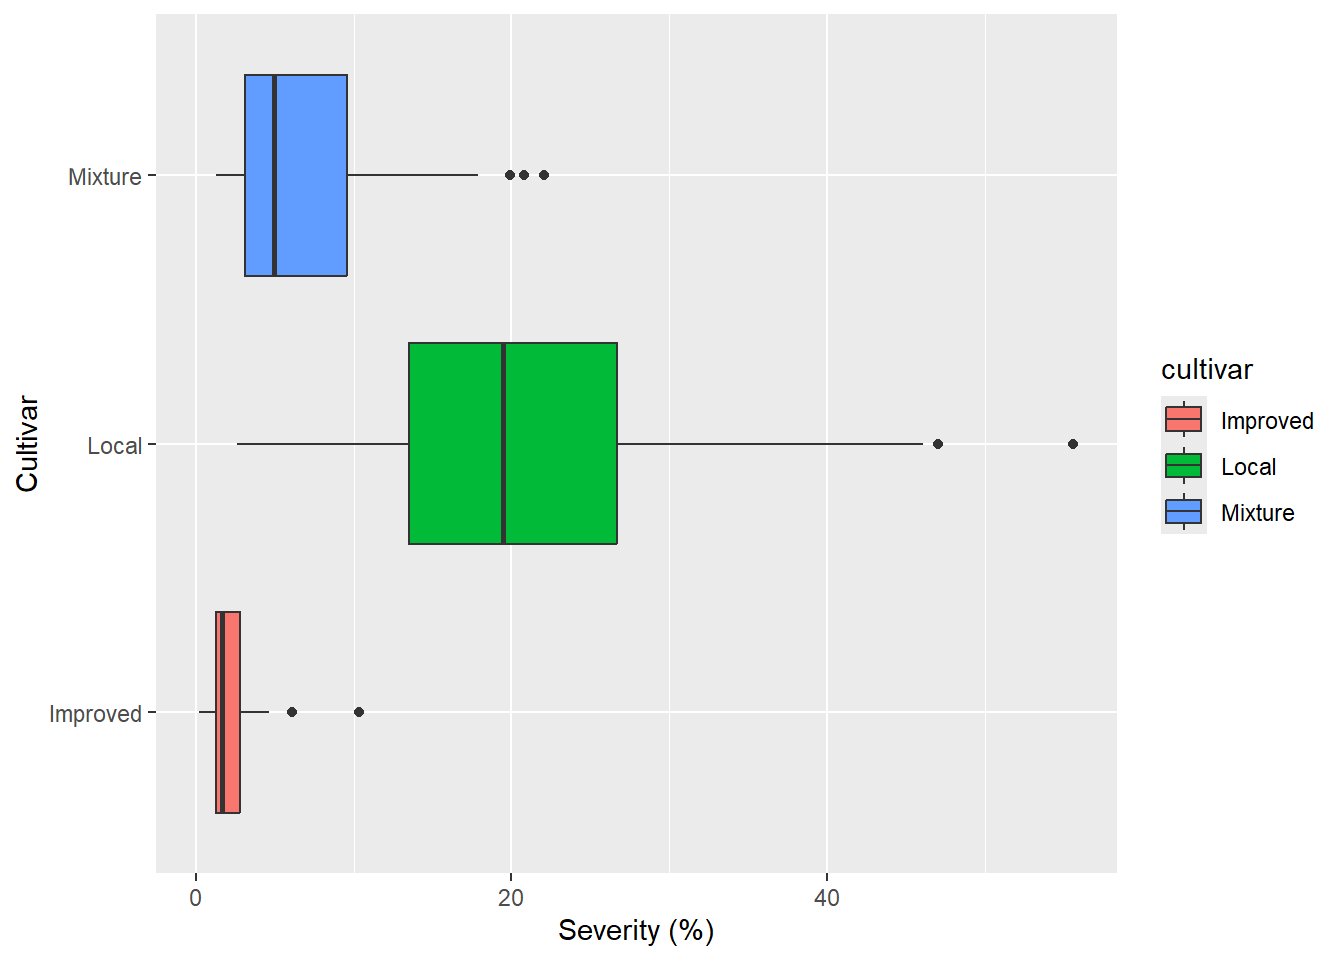 Mixture
Local
Improved
Cultivar
0 20 40
Severity (%)
cultivar
Improved
Local
Mixture